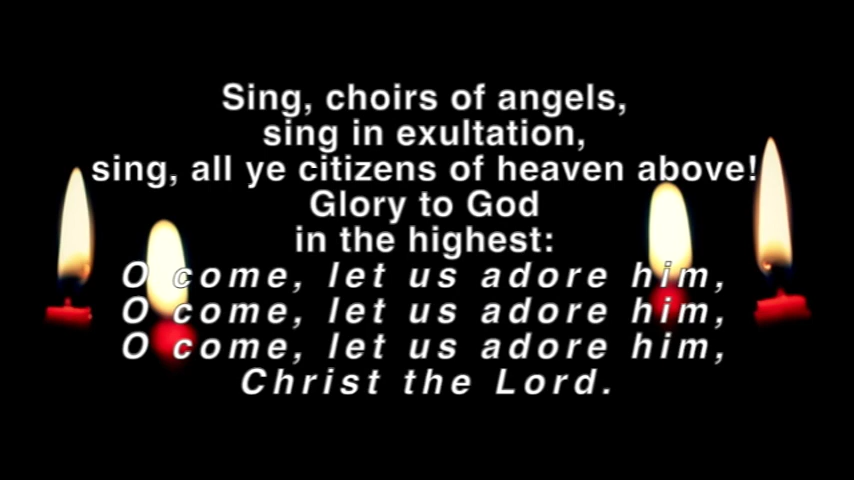 Sing, choirs of angels,
sing in exultation,
sing, all ye citizens of heaven above!
Glory to God
in the highest:
O come, let us adore him,
O come, let us adore him,
O come, let us adore him,
Christ the Lord.